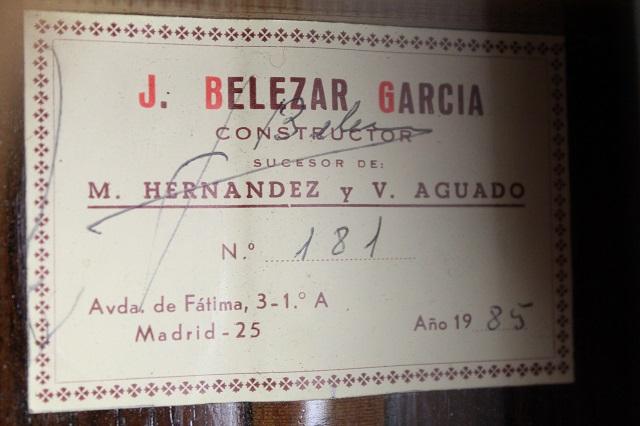 J. BELEZAR GARCIA
CONSTRUCTOR
SUCESOR DE:
M. HERNANDEZ y V. AGUADO
N.º 181
Avda. de Fátima, 3-1.º A
Madrid - 25
Año 1985